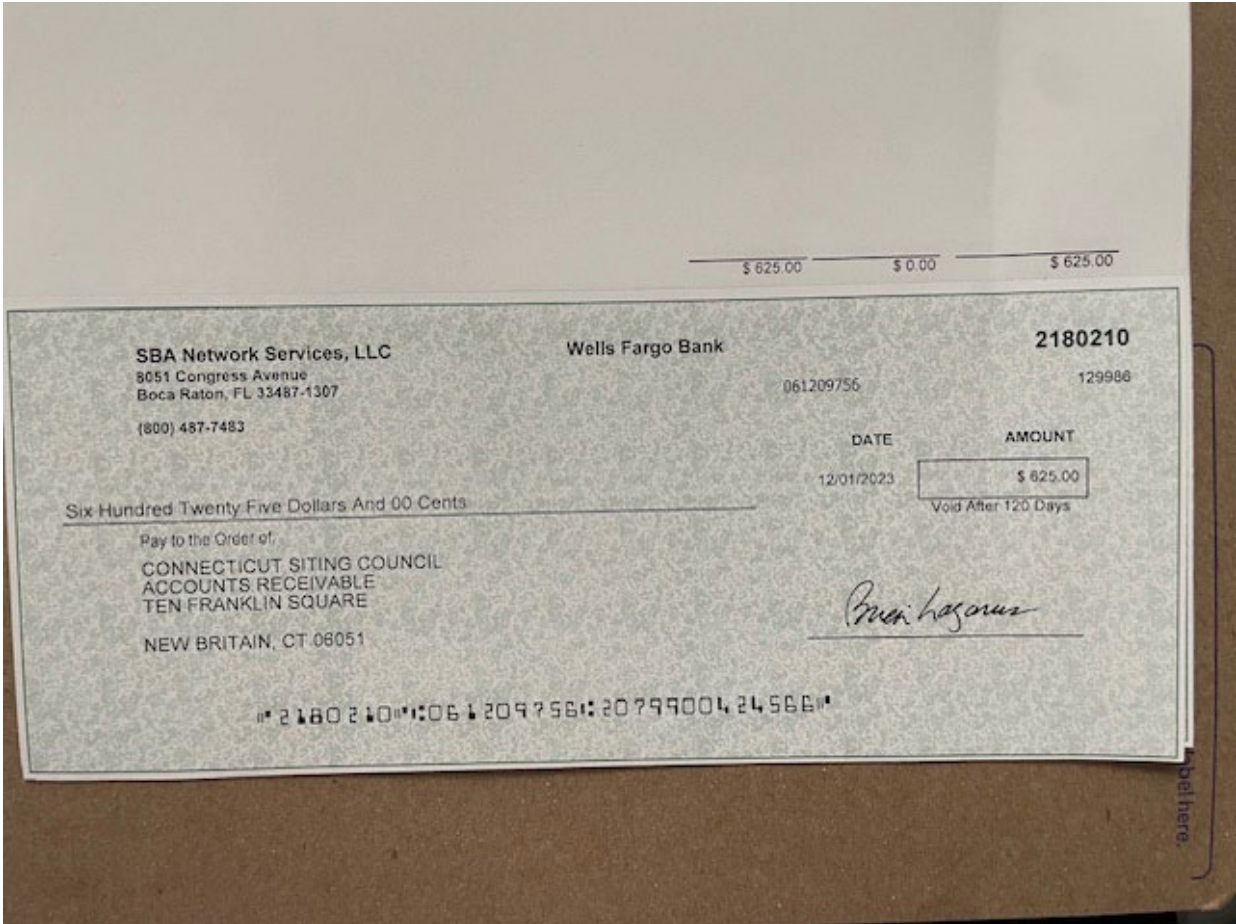 $ 625.00 $ 0.00 $ 625.00
SBA Network Services, LLC
8051 Congress Avenue
Boca Raton, FL 33487-1307
(800) 487-7483
Wells Fargo Bank
061209756
2180210
129986
DATE AMOUNT
12/01/2023 $ 625.00
Void After 120 Days
Six Hundred Twenty Five Dollars And 00 Cents
Pay to the Order of
CONNECTICUT SITING COUNCIL
ACCOUNTS RECEIVABLE
TEN FRANKLIN SQUARE
NEW BRITAIN, CT 06051
⑈2180210⑈⑆061209756⑆2079900424566⑈
here.